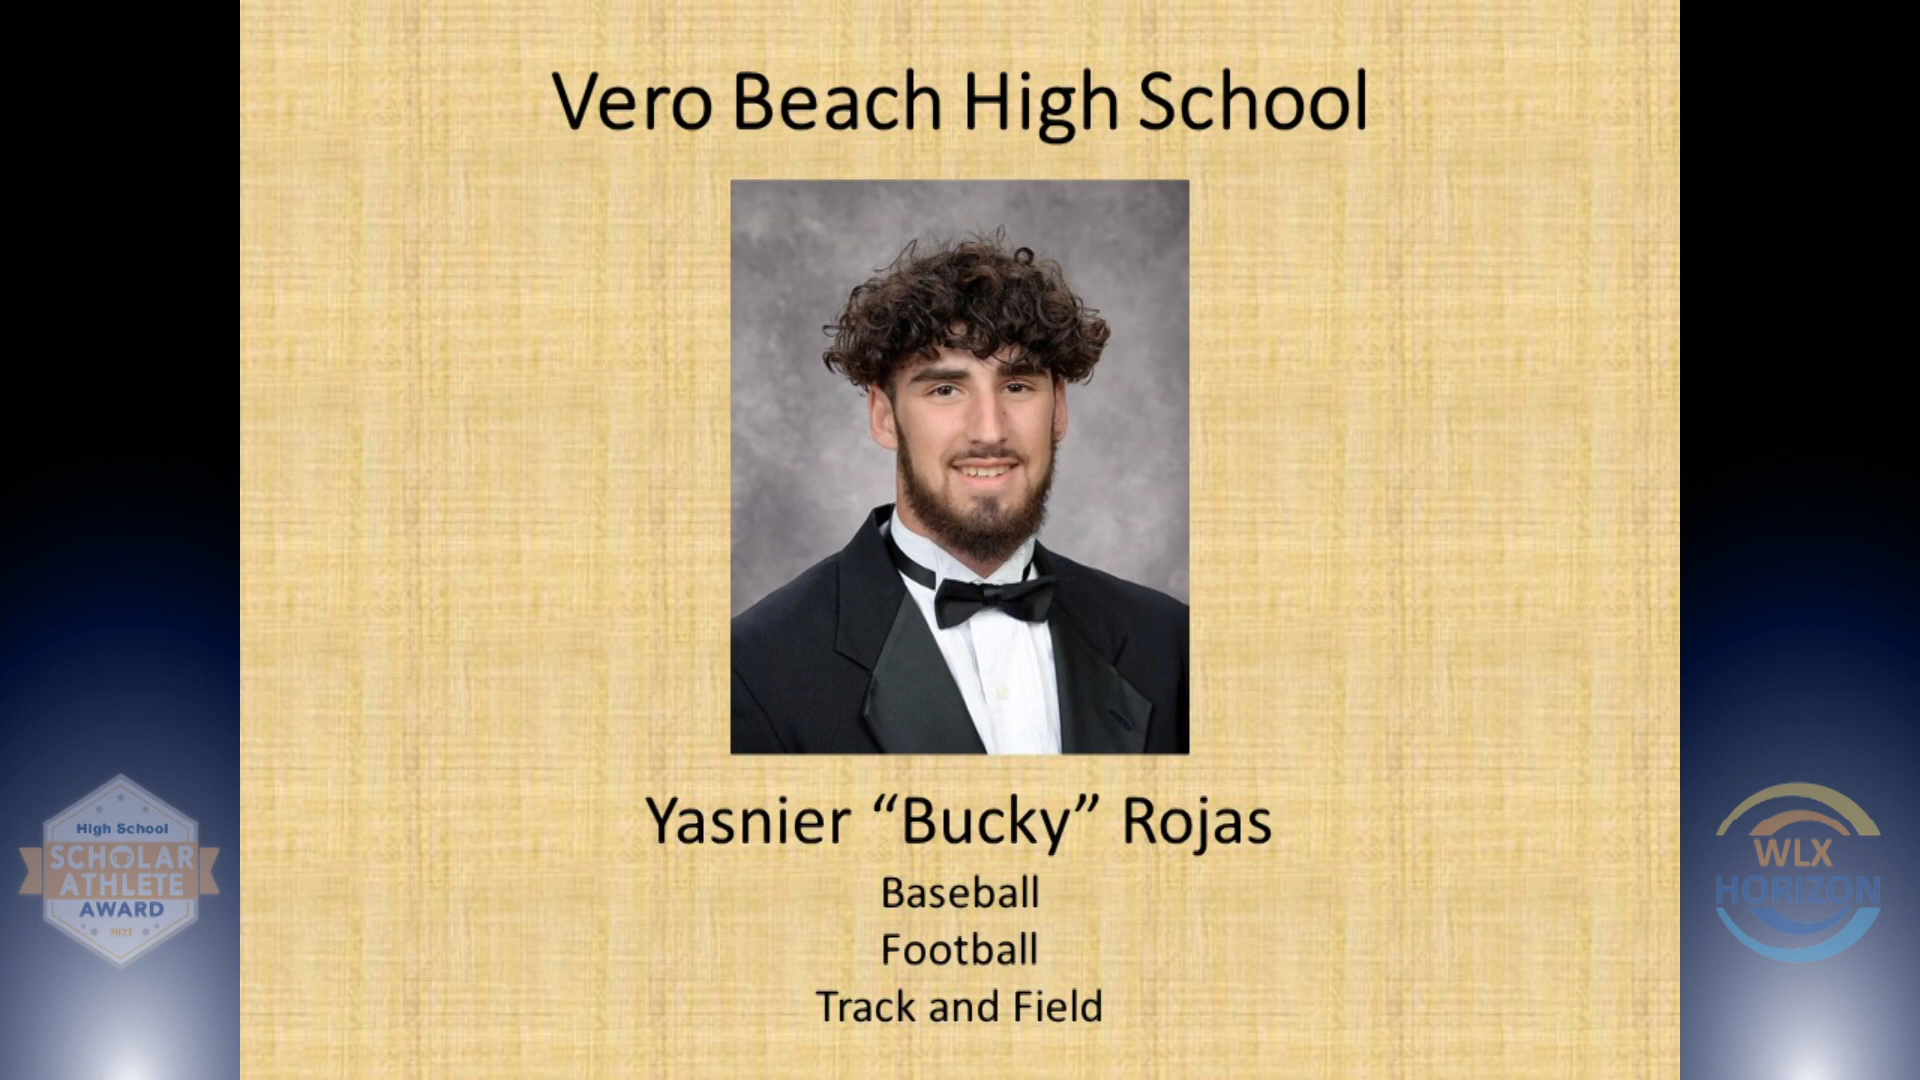 Vero Beach High School
Yasnier “Bucky” Rojas
Baseball
Football
Track and Field
High School
SCHOLAR
ATHLETE
AWARD
2023
WLX
HORIZON